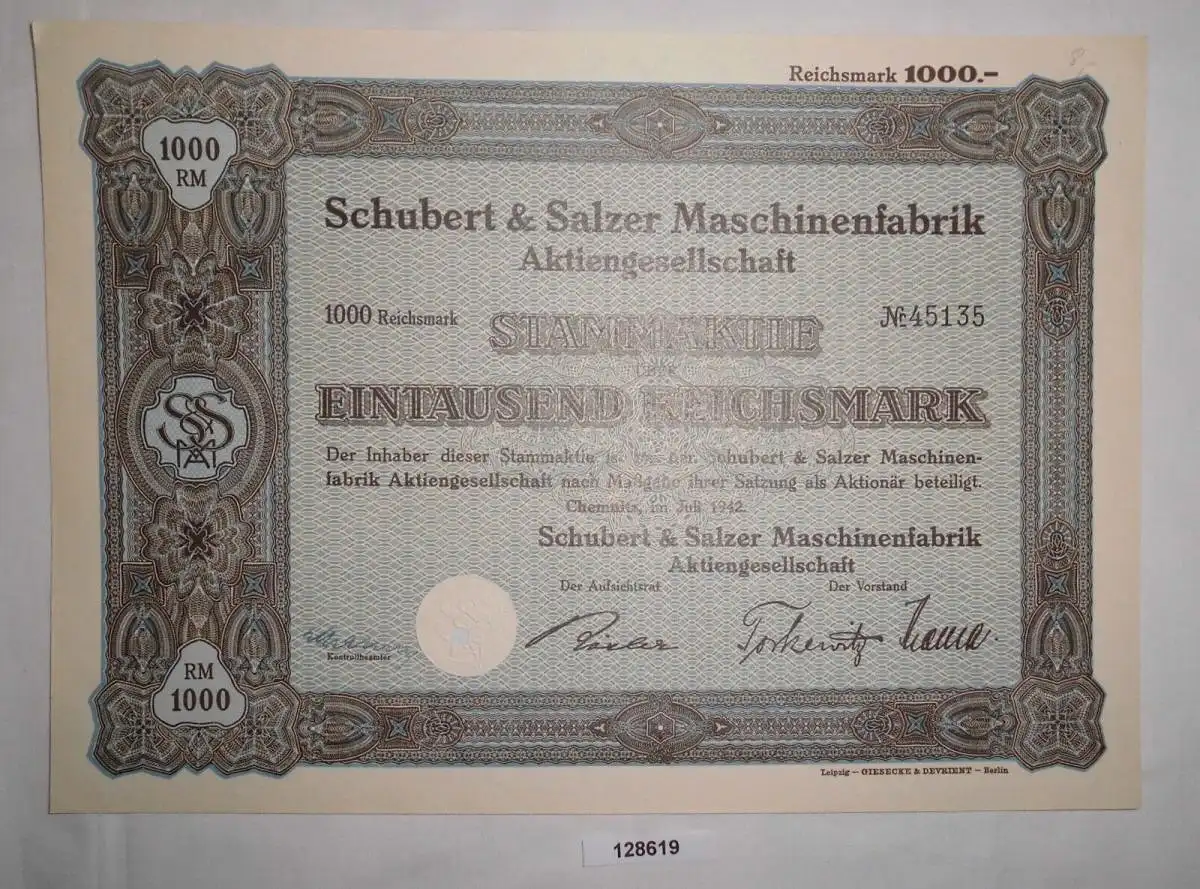 Reichsmark 1000.–
1000
RM
Schubert & Salzer Maschinenfabrik
Aktiengesellschaft
1000 Reichsmark
STAMMAKTIE
№ 45135
ÜBER
EINTAUSEND REICHSMARK
Der Inhaber dieser Stammaktie ist bei der Schubert & Salzer Maschinen-
fabrik Aktiengesellschaft nach Maßgabe ihrer Satzung als Aktionär beteiligt.
Chemnitz, im Juli 1942.
Schubert & Salzer Maschinenfabrik
Aktiengesellschaft
Der Aufsichtsrat
Der Vorstand
Kontrollbeamter
RM
1000
Leipzig – GIESECKE & DEVRIENT – Berlin
128619